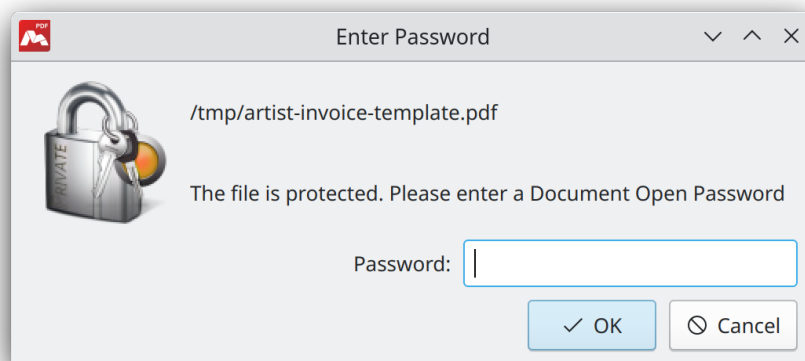 PDF
Enter Password
/tmp/artist-invoice-template.pdf
PRIVATE
The file is protected. Please enter a Document Open Password
Password:
OK
Cancel